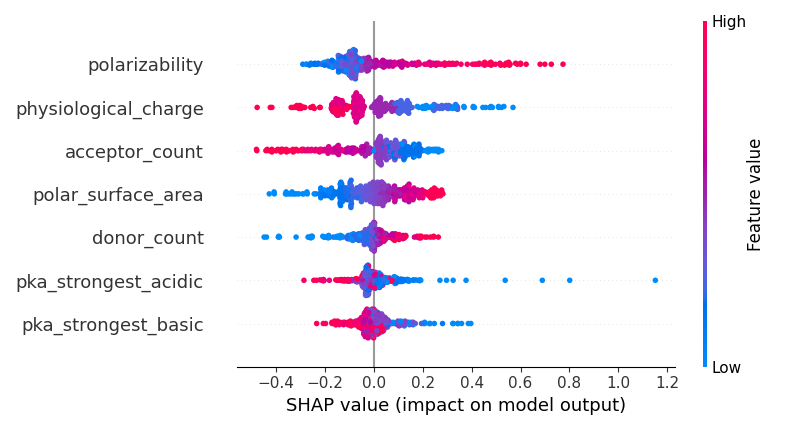 High
polarizability
physiological_charge
acceptor_count
polar_surface_area
donor_count
pka_strongest_acidic
pka_strongest_basic
Feature value
Low
−0.4 −0.2 0.0 0.2 0.4 0.6 0.8 1.0 1.2
SHAP value (impact on model output)